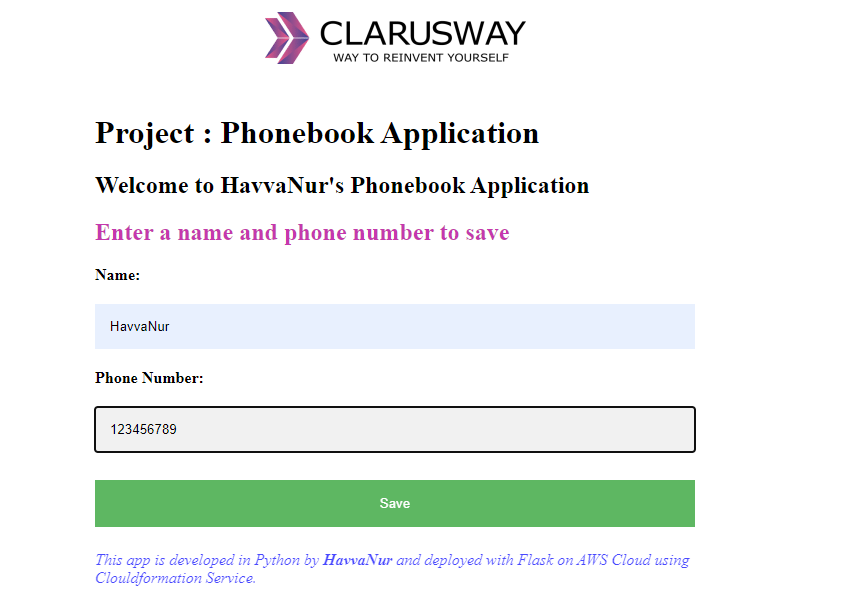 CLARUSWAY
WAY TO REINVENT YOURSELF
Project : Phonebook Application
Welcome to HavvaNur's Phonebook Application
Enter a name and phone number to save
Name:
HavvaNur
Phone Number:
123456789
Save
This app is developed in Python by HavvaNur and deployed with Flask on AWS Cloud using
Clouldformation Service.